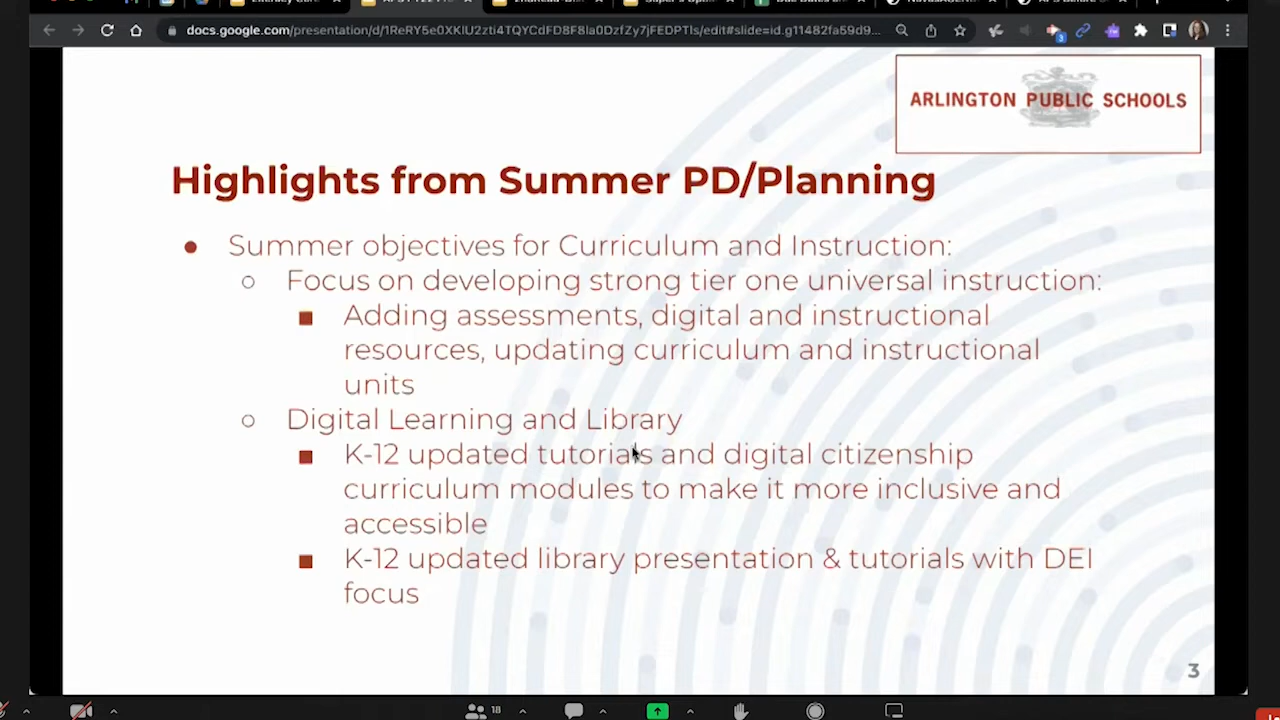 docs.google.com/presentation/d/1ReRY5e0XKlU2zti4TQYCdFD8F8la0DzfZy7jFEDPTls/edit#slide=id.g11482fa59d9...
ARLINGTON PUBLIC SCHOOLS
Highlights from Summer PD/Planning
Summer objectives for Curriculum and Instruction:
Focus on developing strong tier one universal instruction:
Adding assessments, digital and instructional
resources, updating curriculum and instructional
units
Digital Learning and Library
K-12 updated tutorials and digital citizenship
curriculum modules to make it more inclusive and
accessible
K-12 updated library presentation & tutorials with DEI
focus
3
18